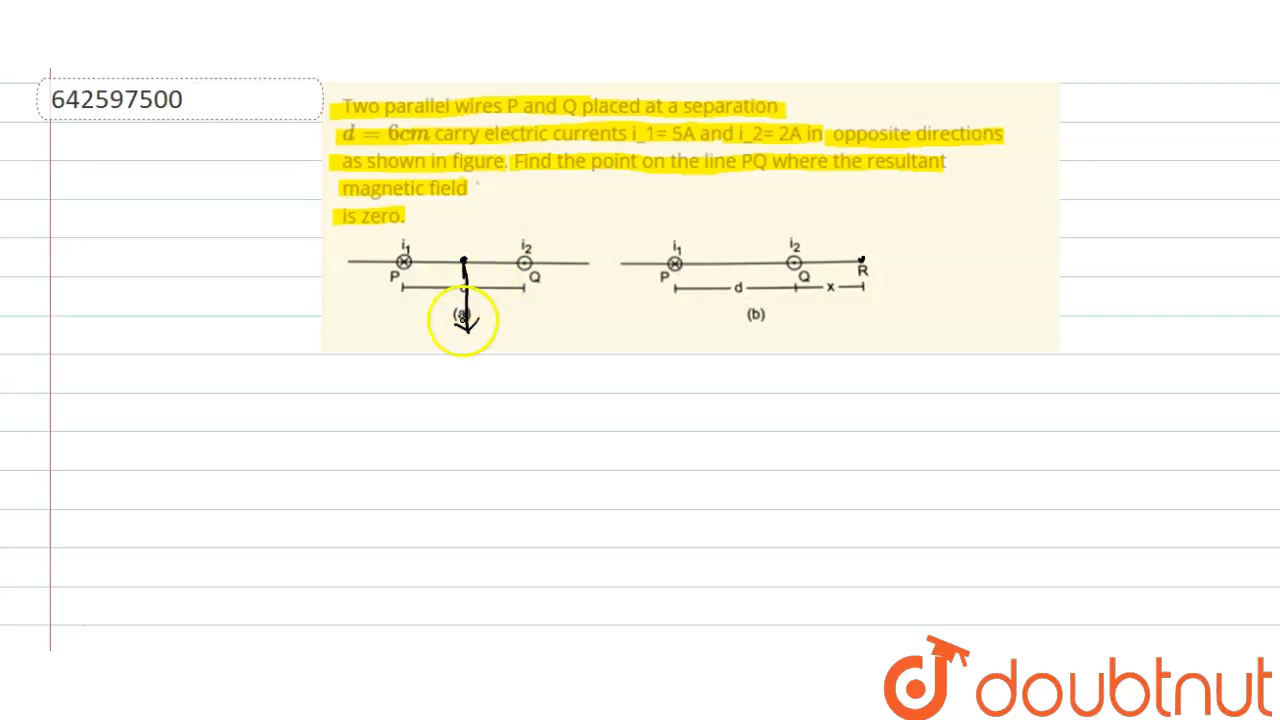 642597500
Two parallel wires P and Q placed at a separation
d = 6cm carry electric currents i_1= 5A and i_2= 2A in opposite directions
as shown in figure. Find the point on the line PQ where the resultant
magnetic field `
is zero.
i1 i2 i1 i2
P Q P Q R
d x
(a) (b)
doubtnut